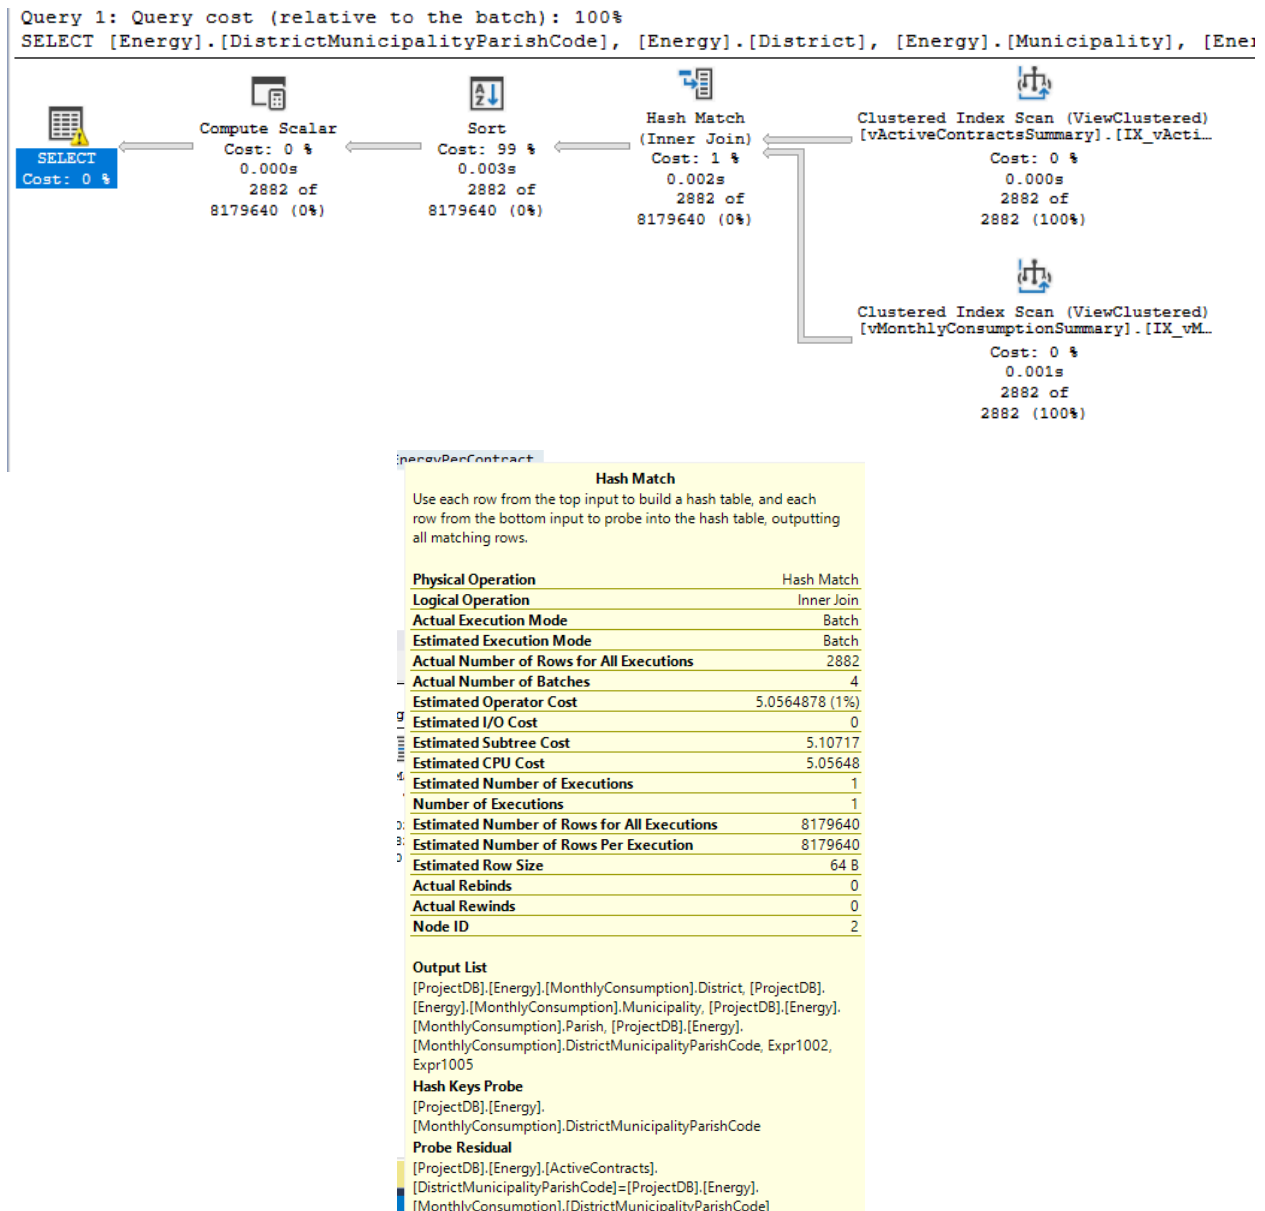 Query 1: Query cost (relative to the batch): 100%
SELECT [Energy].[DistrictMunicipalityParishCode], [Energy].[District], [Energy].[Municipality], [Ener
SELECT
Cost: 0 %
Compute Scalar
Cost: 0 %
0.000s
2882 of
8179640 (0%)
Sort
Cost: 99 %
0.003s
2882 of
8179640 (0%)
Hash Match
(Inner Join)
Cost: 1 %
0.002s
2882 of
8179640 (0%)
Clustered Index Scan (ViewClustered)
[vActiveContractsSummary].[IX_vActi…
Cost: 0 %
0.000s
2882 of
2882 (100%)
Clustered Index Scan (ViewClustered)
[vMonthlyConsumptionSummary].[IX_vM…
Cost: 0 %
0.001s
2882 of
2882 (100%)
nergyPerContract
Hash Match
Use each row from the top input to build a hash table, and each
row from the bottom input to probe into the hash table, outputting
all matching rows.
Physical Operation Hash Match
Logical Operation Inner Join
Actual Execution Mode Batch
Estimated Execution Mode Batch
Actual Number of Rows for All Executions 2882
Actual Number of Batches 4
Estimated Operator Cost 5.0564878 (1%)
Estimated I/O Cost 0
Estimated Subtree Cost 5.10717
Estimated CPU Cost 5.05648
Estimated Number of Executions 1
Number of Executions 1
Estimated Number of Rows for All Executions 8179640
Estimated Number of Rows Per Execution 8179640
Estimated Row Size 64 B
Actual Rebinds 0
Actual Rewinds 0
Node ID 2
Output List
[ProjectDB].[Energy].[MonthlyConsumption].District, [ProjectDB].
[Energy].[MonthlyConsumption].Municipality, [ProjectDB].[Energy].
[MonthlyConsumption].Parish, [ProjectDB].[Energy].
[MonthlyConsumption].DistrictMunicipalityParishCode, Expr1002,
Expr1005
Hash Keys Probe
[ProjectDB].[Energy].
[MonthlyConsumption].DistrictMunicipalityParishCode
Probe Residual
[ProjectDB].[Energy].[ActiveContracts].
[DistrictMunicipalityParishCode]=[ProjectDB].[Energy].
[MonthlyConsumption].[DistrictMunicipalityParishCode]